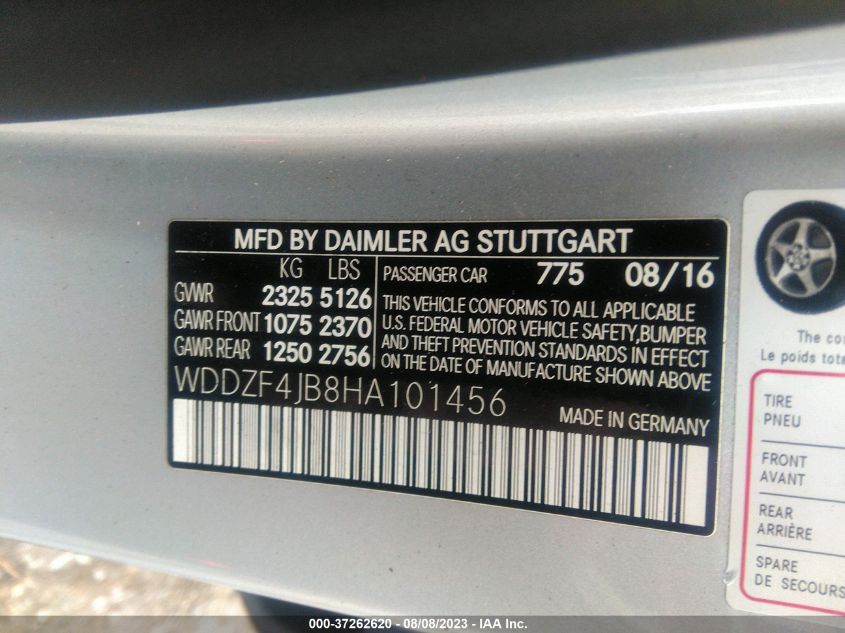 MFD BY DAIMLER AG STUTTGART
KG LBS
GVWR 2325 5126
GAWR FRONT 1075 2370
GAWR REAR 1250 2756
PASSENGER CAR 775 08/16
THIS VEHICLE CONFORMS TO ALL APPLICABLE
U.S. FEDERAL MOTOR VEHICLE SAFETY, BUMPER
AND THEFT PREVENTION STANDARDS IN EFFECT
ON THE DATE OF MANUFACTURE SHOWN ABOVE
WDDZF4JB8HA101456
MADE IN GERMANY
The
Le poids
TIRE
PNEU
FRONT
AVANT
REAR
ARRIÈRE
SPARE
DE SECOURS
000-37262620 - 08/08/2023 - IAA Inc.